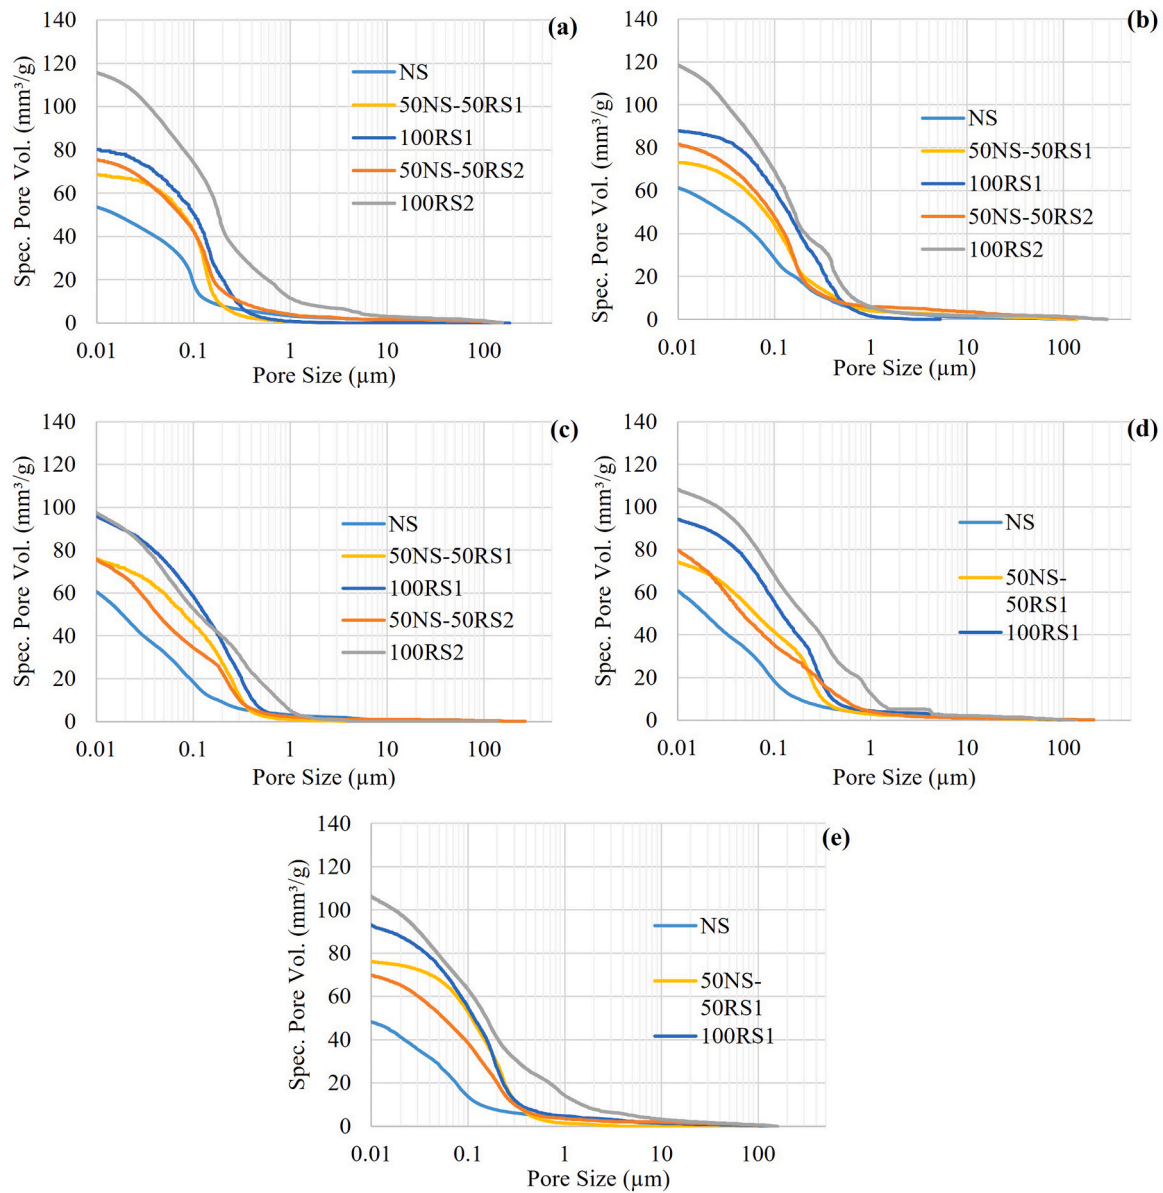 (a)
Spec. Pore Vol. (mm³/g)
140
120
100
80
60
40
20
0
NS
50NS-50RS1
100RS1
50NS-50RS2
100RS2
0.01 0.1 1 10 100
Pore Size (µm)
(b)
Spec. Pore Vol. (mm³/g)
140
120
100
80
60
40
20
0
NS
50NS-50RS1
100RS1
50NS-50RS2
100RS2
0.01 0.1 1 10 100
Pore Size (µm)
(c)
Spec. Pore Vol. (mm³/g)
140
120
100
80
60
40
20
0
NS
50NS-50RS1
100RS1
50NS-50RS2
100RS2
0.01 0.1 1 10 100
Pore Size (µm)
(d)
Spec. Pore Vol. (mm³/g)
140
120
100
80
60
40
20
0
NS
50NS-
50RS1
100RS1
0.01 0.1 1 10 100
Pore Size (µm)
(e)
Spec. Pore Vol. (mm³/g)
140
120
100
80
60
40
20
0
NS
50NS-
50RS1
100RS1
0.01 0.1 1 10 100
Pore Size (µm)